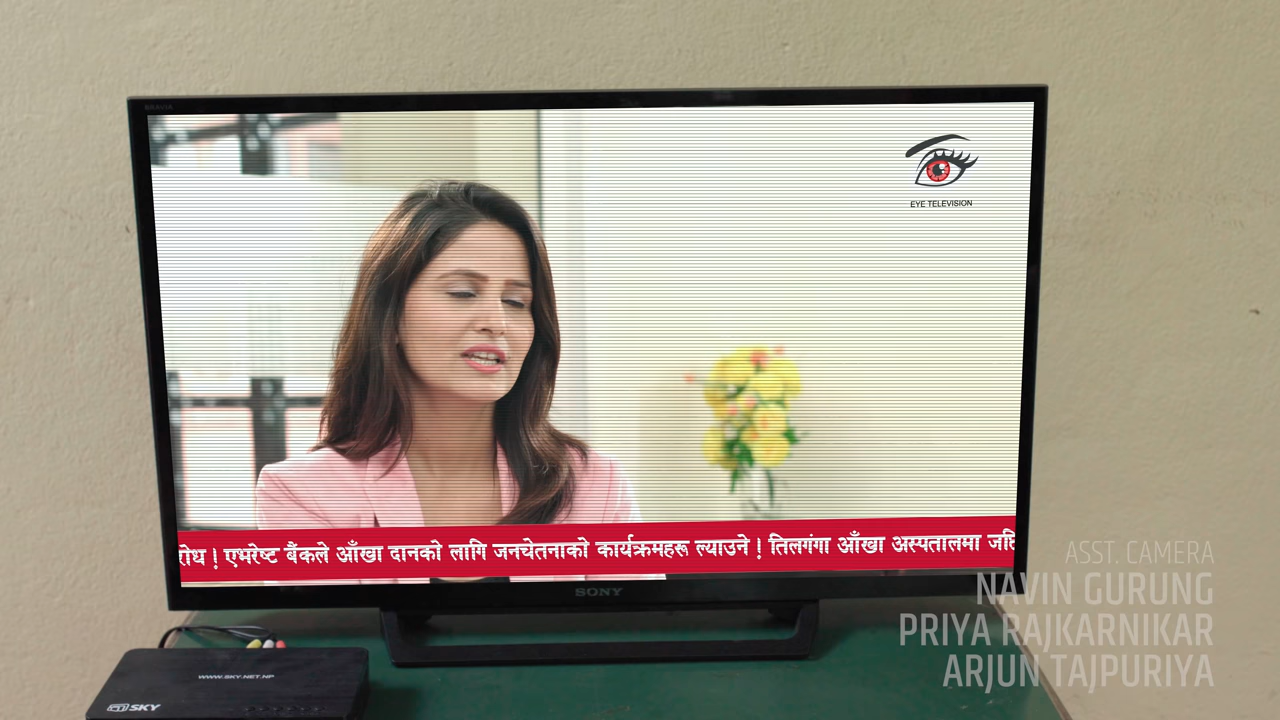 BRAVIA
EYE TELEVISION
एभरेष्ट बैंकले आँखा दानको लागि जनचेतनाको कार्यक्रमहरू ल्याउने ! तिलगंगा आँखा अस्पतालमा
SONY
WWW.SKY.NET.NP
SKY
ASST. CAMERA
NAVIN GURUNG
PRIYA RAJKARNIKAR
ARJUN TAJPURIYA